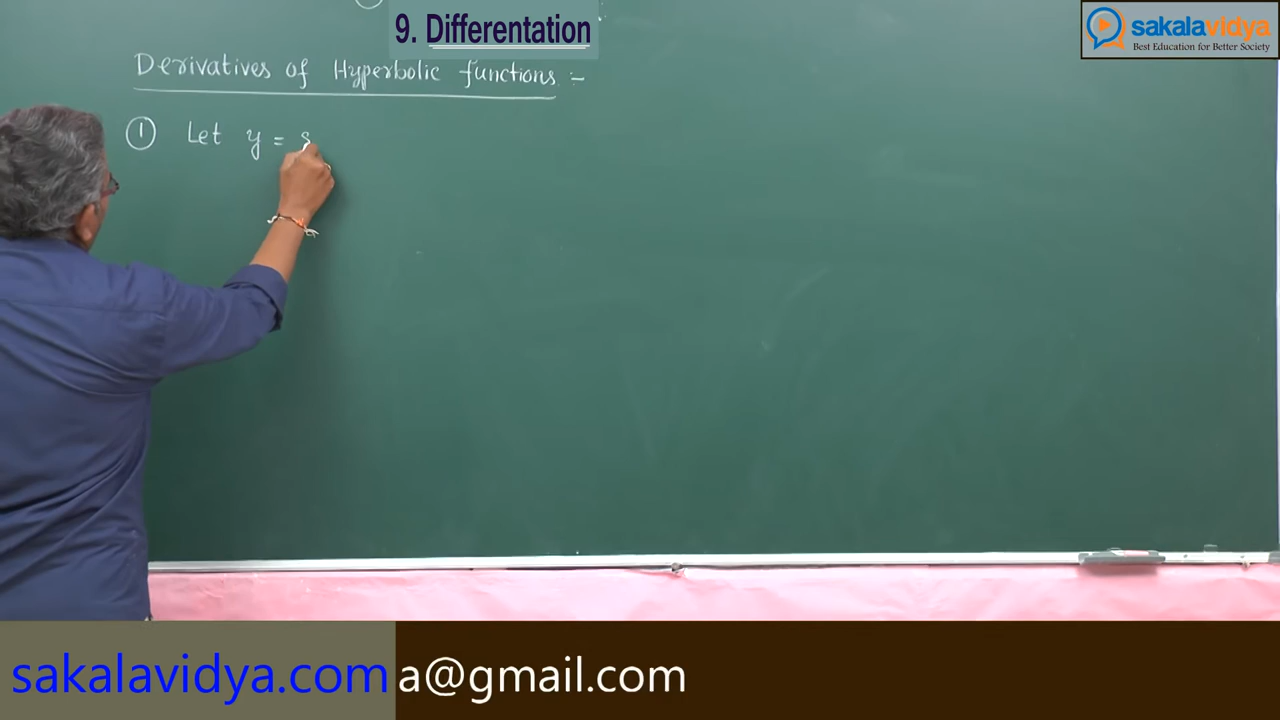 9. Differentation
sakalavidya
Best Education for Better Society
Derivatives of Hyperbolic functions :-
① Let y = s
sakalavidya.com a@gmail.com